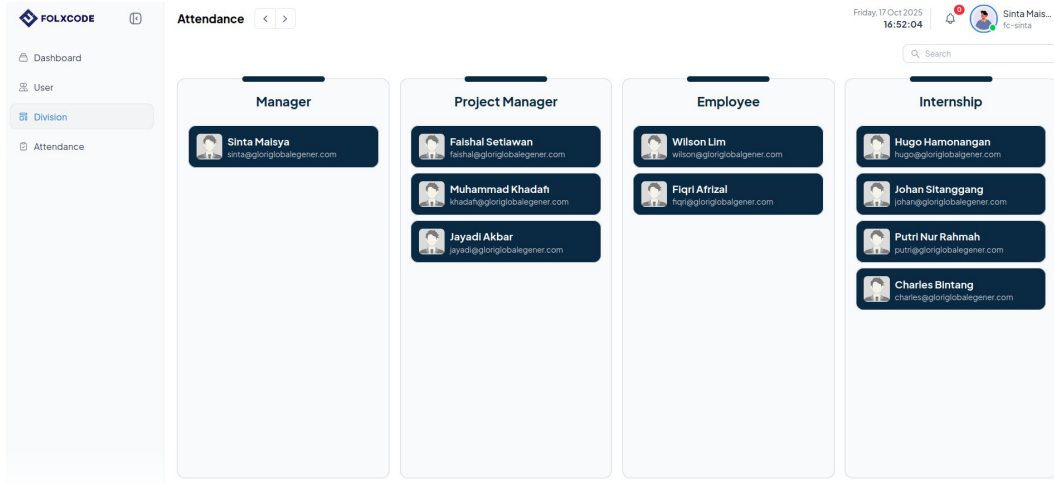 FOLXCODE
Dashboard
User
Division
Attendance
Attendance
Friday, 17 Oct 2025
16:52:04
0
Sinta Mais...
fc-sinta
Search
Manager
Sinta Maisya
sinta@gloriglobalegener.com
Project Manager
Faishal Setiawan
faishal@gloriglobalegener.com
Muhammad Khadafi
khadafi@gloriglobalegener.com
Jayadi Akbar
jayadi@gloriglobalegener.com
Employee
Wilson Lim
wilson@gloriglobalgener.com
Fiqri Afrizal
fiqri@gloriglobalegener.com
Internship
Hugo Hamonangan
hugo@gloriglobalgener.com
Johan Sitanggang
johan@gloriglobalegener.com
Putri Nur Rahmah
putri@gloriglobalegener.com
Charles Bintang
charles@gloriglobalegener.com